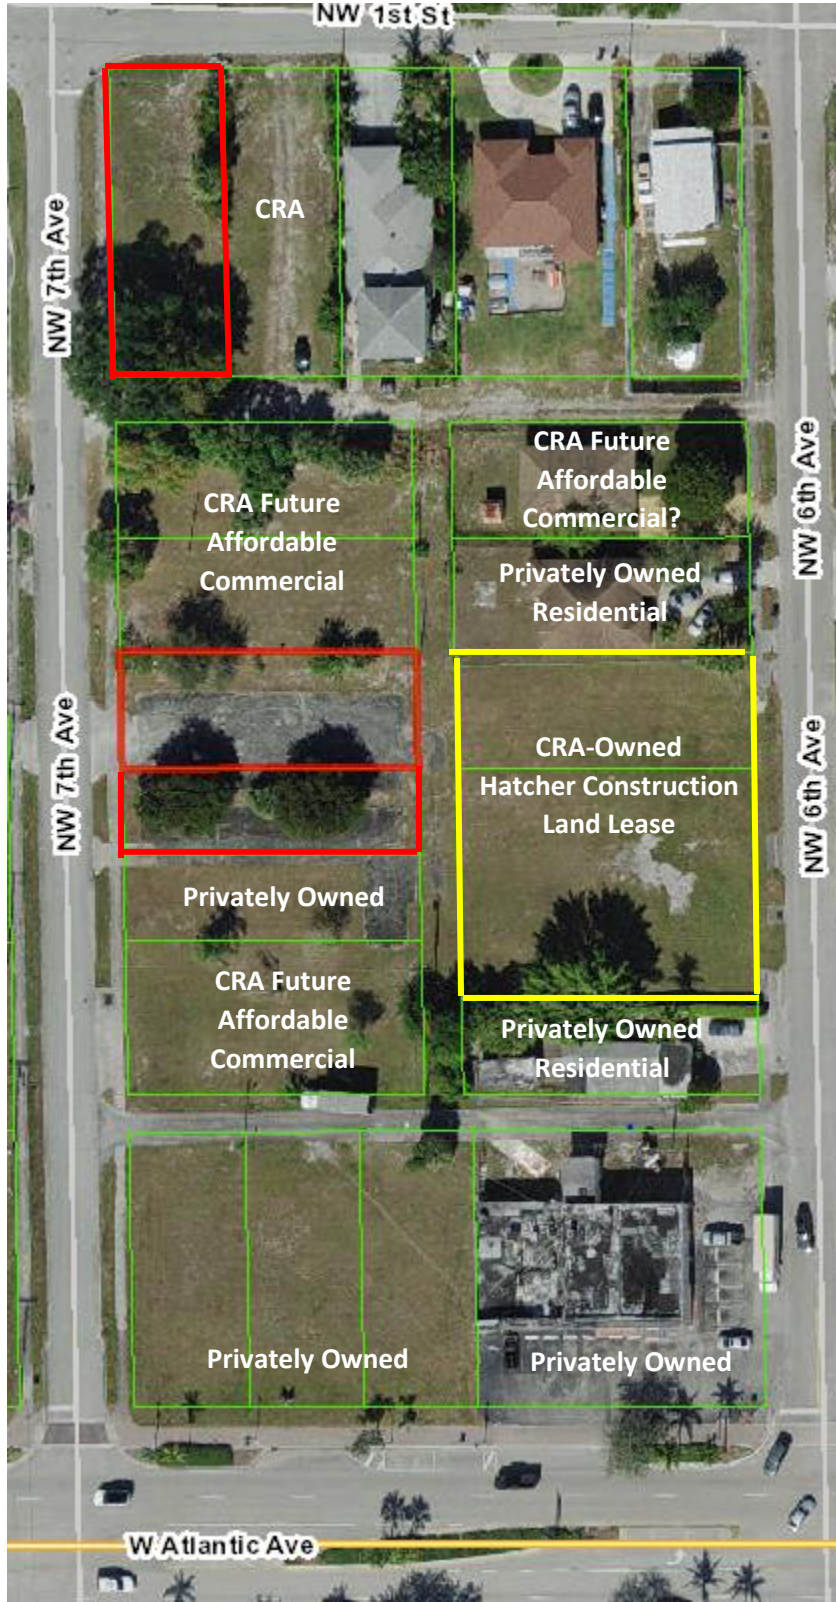 NW 1st St
NW 7th Ave
CRA
CRA Future
Affordable
Commercial
CRA Future
Affordable
Commercial?
NW 6th Ave
Privately Owned
Residential
NW 7th Ave
CRA-Owned
Hatcher Construction
Land Lease
NW 6th Ave
Privately Owned
CRA Future
Affordable
Commercial
Privately Owned
Residential
Privately Owned
Privately Owned
W Atlantic Ave